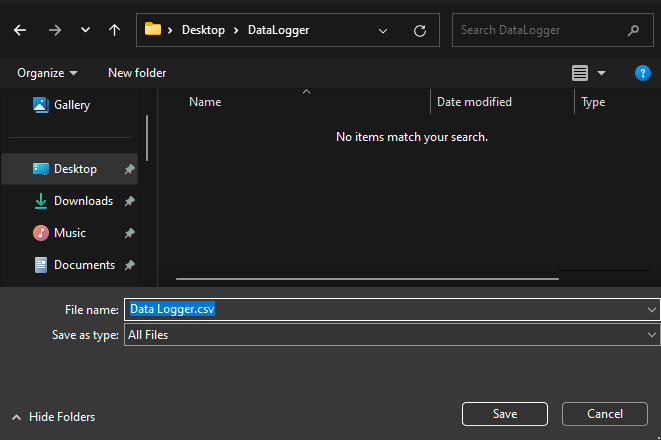 Desktop DataLogger
Search DataLogger
Organize New folder
?
Gallery
Desktop
Downloads
Music
Documents
Name Date modified Type
No items match your search.
File name: Data Logger.csv
Save as type: All Files
Hide Folders
Save Cancel